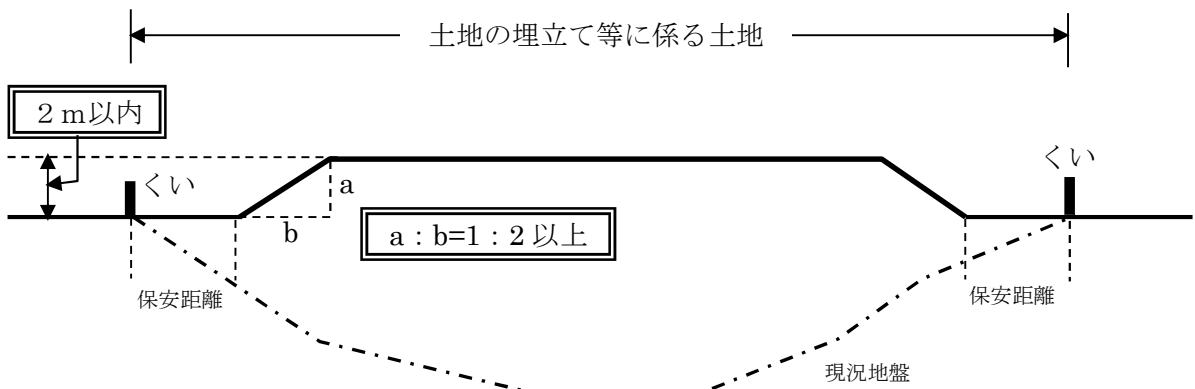 土地の埋立て等に係る土地
２ｍ以内
くい
くい
a
b
a：b=1：2 以上
保安距離
保安距離
現況地盤